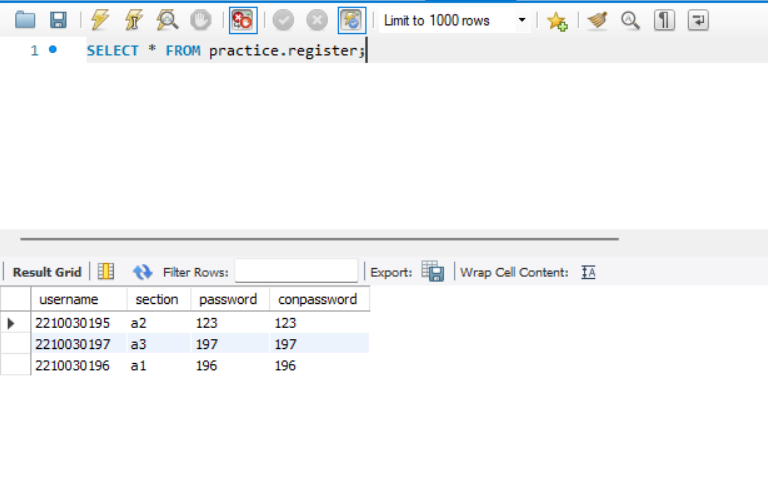 Limit to 1000 rows
1 SELECT * FROM practice.register;
Result Grid Filter Rows: Export: Wrap Cell Content:
username section password conpassword
2210030195 a2 123 123
2210030197 a3 197 197
2210030196 a1 196 196